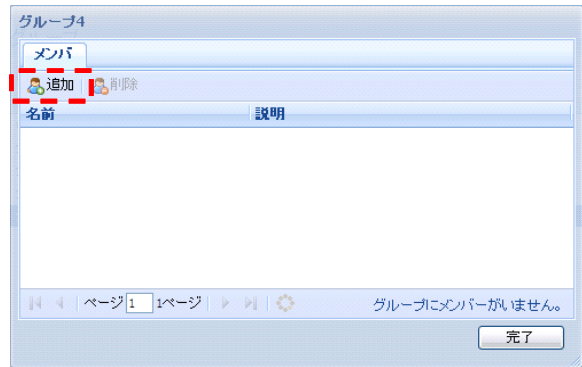 グループ4
メンバ
追加 削除
名前 説明
ページ 1 1ページ グループにメンバーがいません。
完了